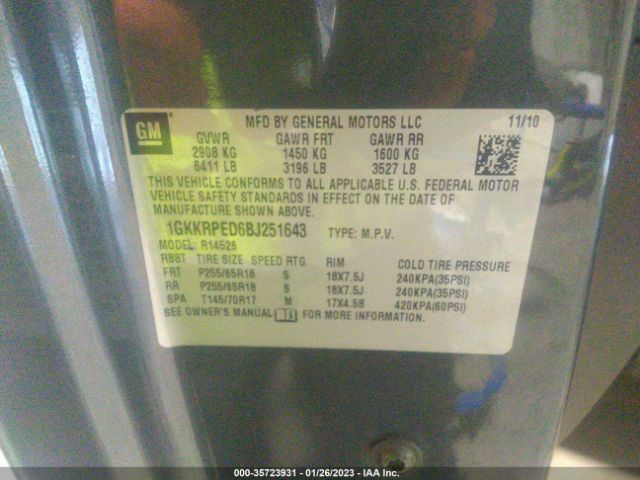 GM
MFD BY GENERAL MOTORS LLC 11/10
GVWR GAWR FRT GAWR RR
2908 KG 1450 KG 1600 KG
6411 LB 3196 LB 3527 LB
THIS VEHICLE CONFORMS TO ALL APPLICABLE U.S. FEDERAL MOTOR
VEHICLE SAFETY STANDARDS IN EFFECT ON THE DATE OF
MANUFACTURE SHOWN ABOVE.
1GKKRPED6BJ251643 TYPE: M.P.V.
MODEL: R14526
RBBT TIRE SIZE SPEED RTG RIM COLD TIRE PRESSURE
FRT P255/65R18 S 18X7.5J 240KPA(35PSI)
RR P255/65R18 S 18X7.5J 240KPA(35PSI)
SPA T145/70R17 M 17X4.5B 420KPA(60PSI)
SEE OWNER'S MANUAL FOR MORE INFORMATION.
000-35723931 - 01/26/2023 - IAA Inc.